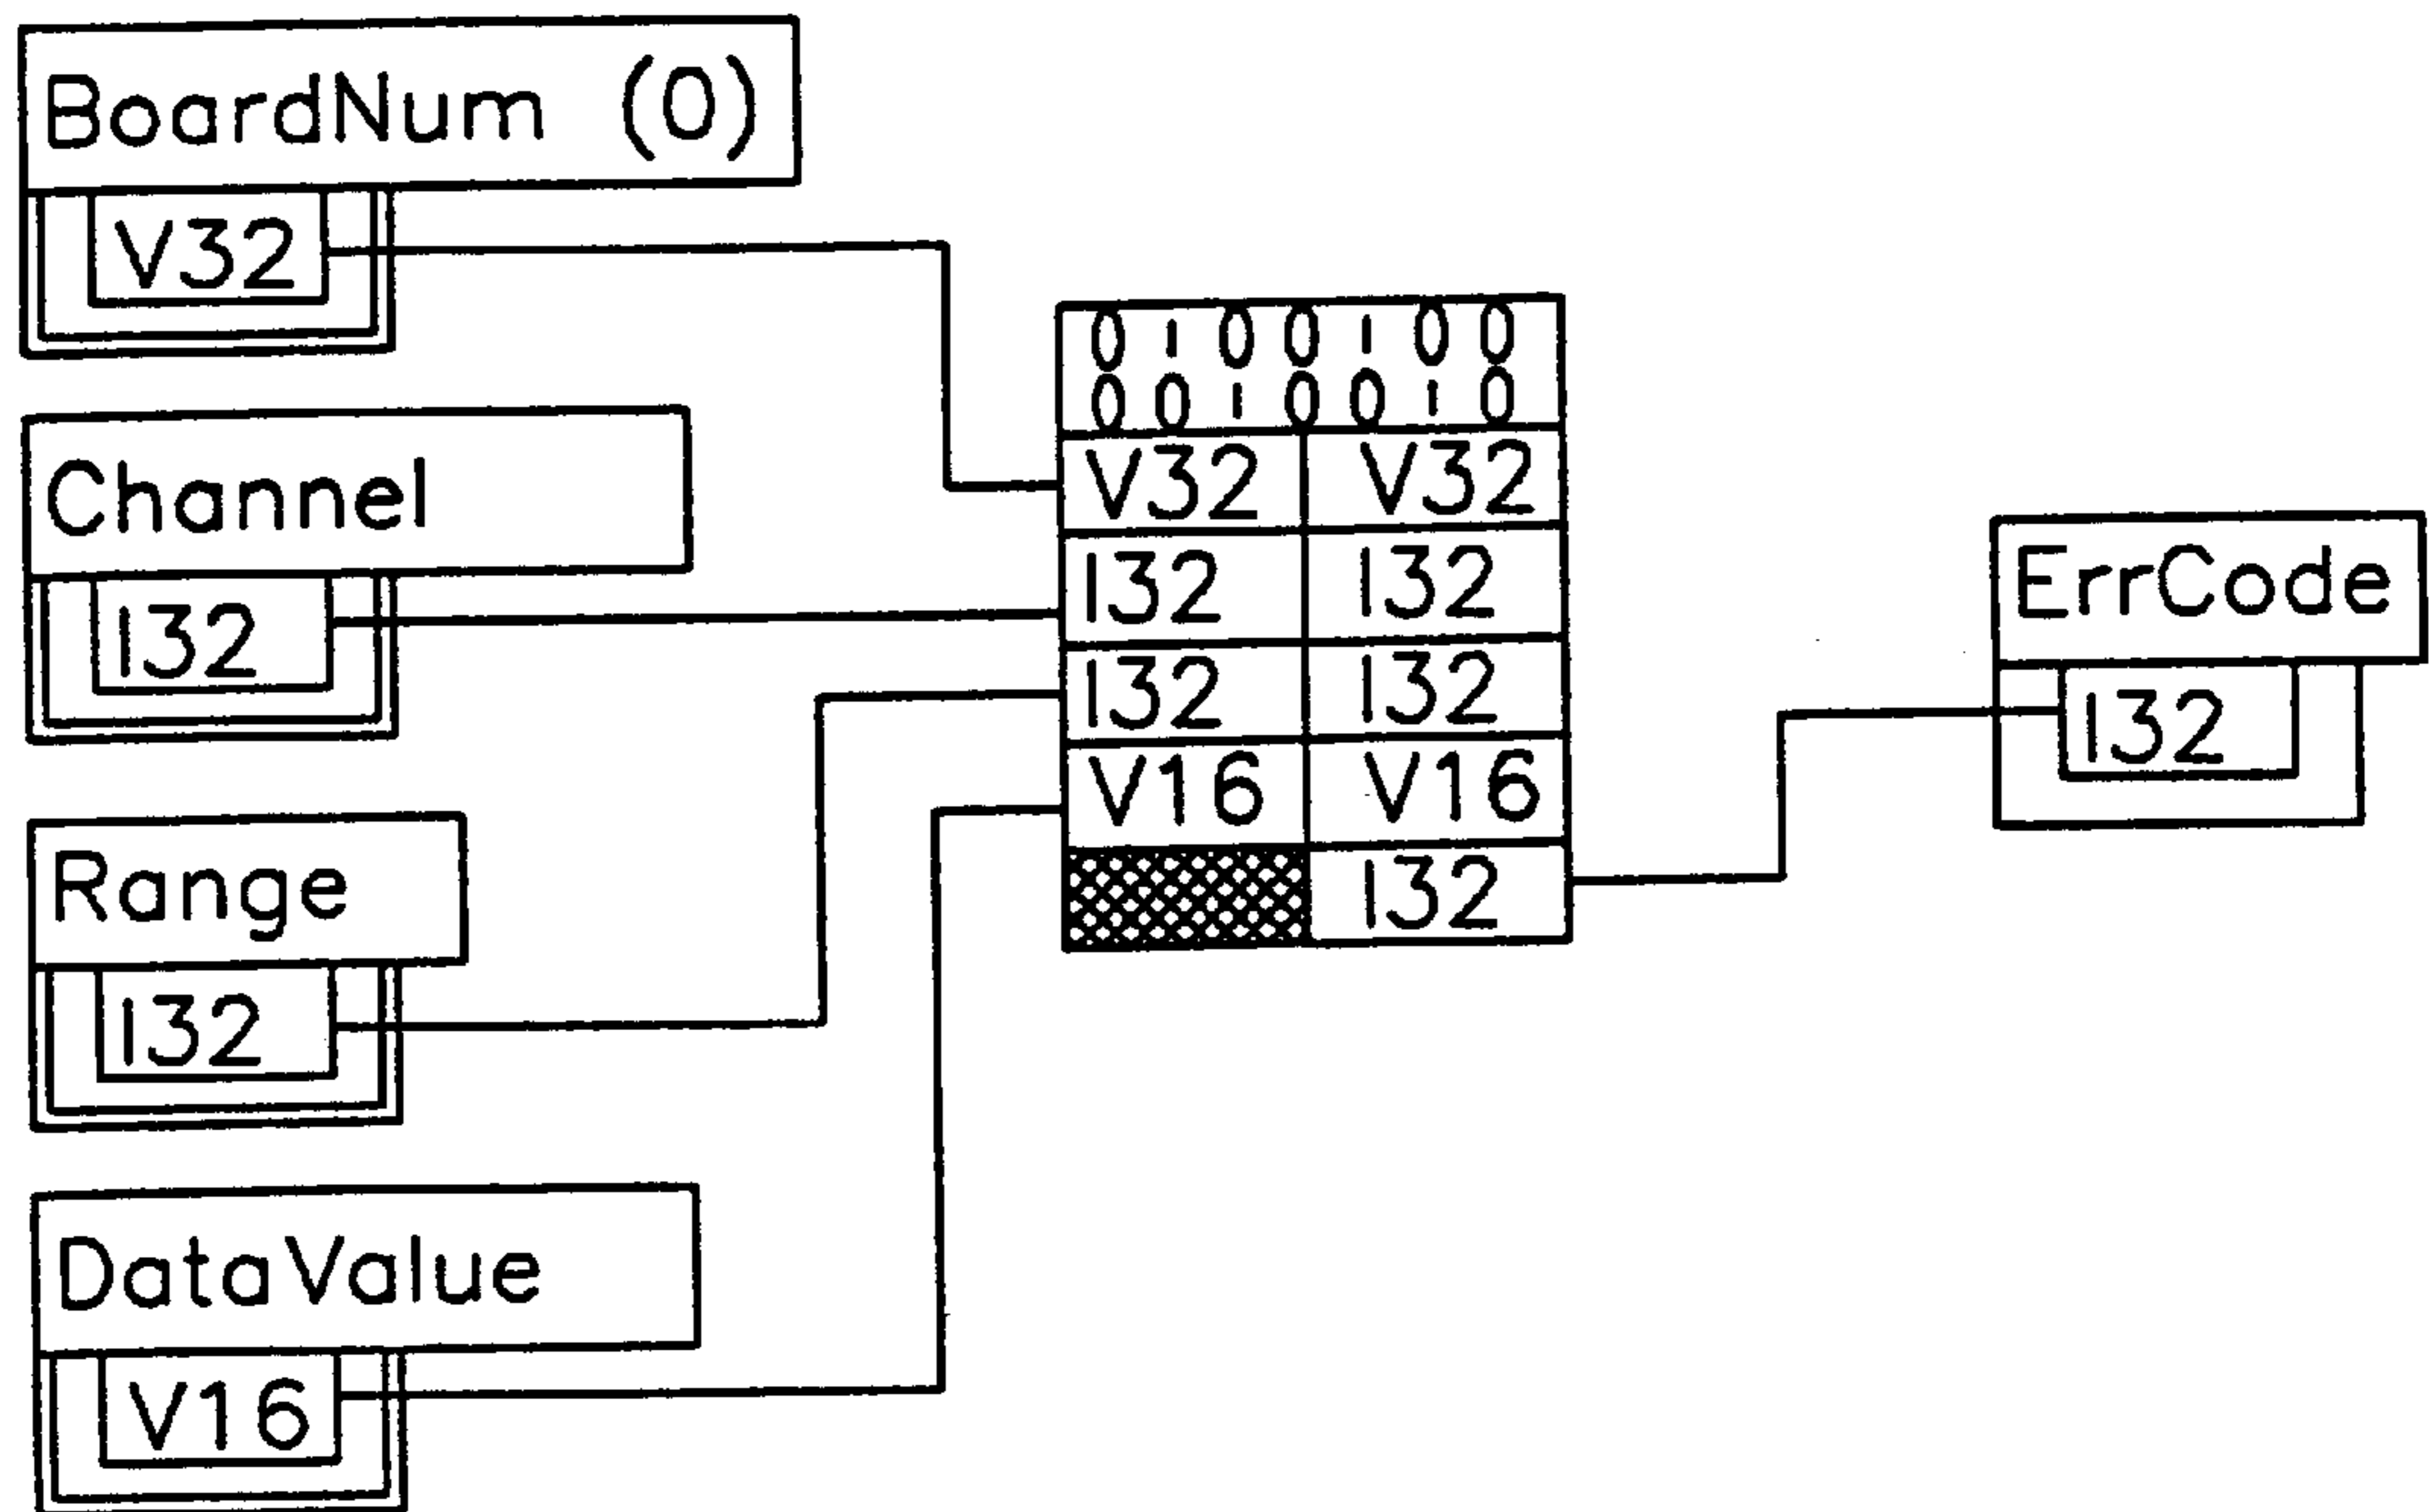 BoardNum (0)
V32
Channel
I32
Range
I32
DataValue
V16
0 1 0 0 1 0 0
0 0 1 0 0 1 0
V32 V32
I32 I32
I32 I32
V16 V16
I32
ErrCode
I32